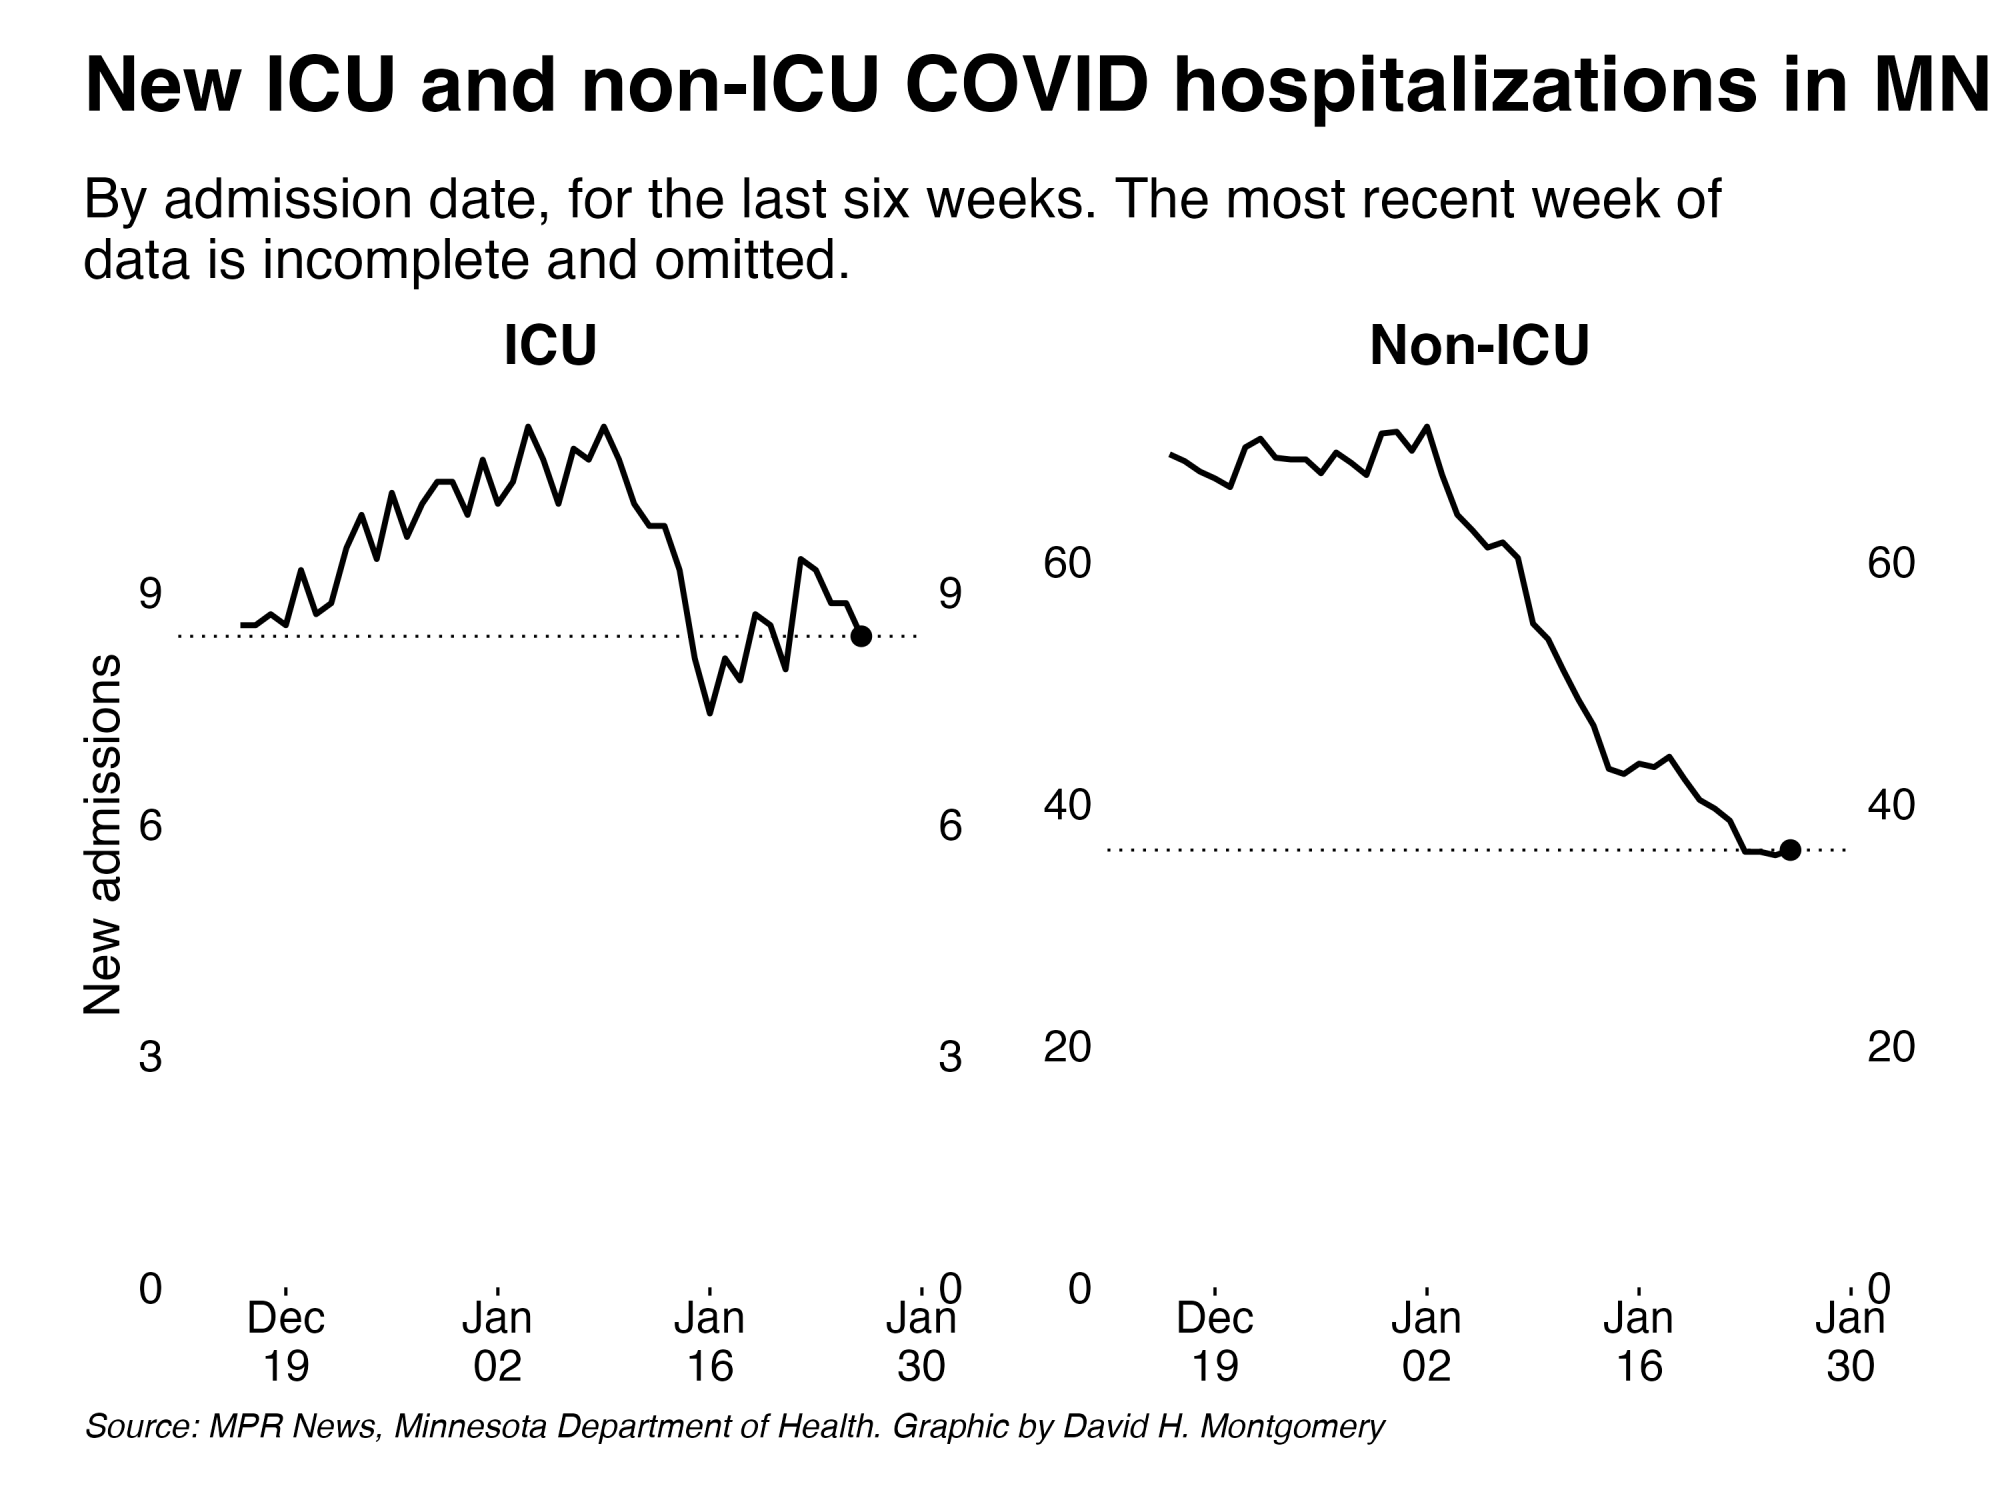 New ICU and non-ICU COVID hospitalizations in MN
By admission date, for the last six weeks. The most recent week of
data is incomplete and omitted.
ICU
New admissions
9
6
3
0
9
6
3
0
Dec
19
Jan
02
Jan
16
Jan
30
Non-ICU
60
40
20
0
60
40
20
0
Dec
19
Jan
02
Jan
16
Jan
30
Source: MPR News, Minnesota Department of Health. Graphic by David H. Montgomery